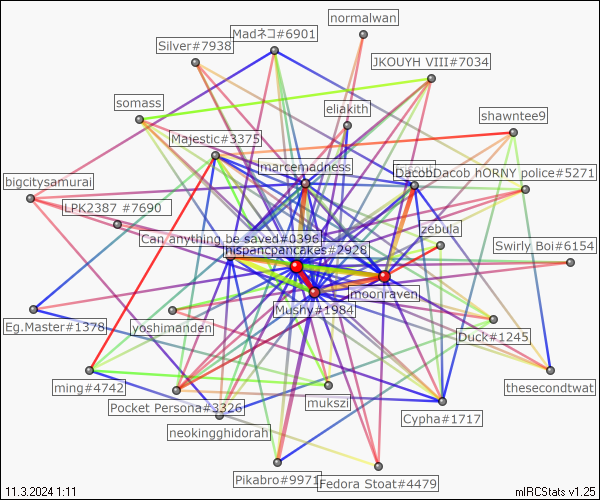 normalwan
Madネコ#6901
Silver#7938
JKOUYH VIII#7034
somass
eliakith
shawntee9
Majestic#3375
marcemadness
DacobDacob hORNY police#5271
bigcitysamurai
LPK2387 #7690
zebula
Can anything be saved#0396
hispancpancakes#2928
Swirly Boi#6154
moonraven
Mushy#1984
Eg.Master#1378
yoshimanden
Duck#1245
ming#4742
thesecondtwat
mukszi
Pocket Persona#3326
Cypha#1717
neokingghidorah
Pikabro#9971
Fedora Stoat#4479
11.3.2024 1:11
mIRCStats v1.25